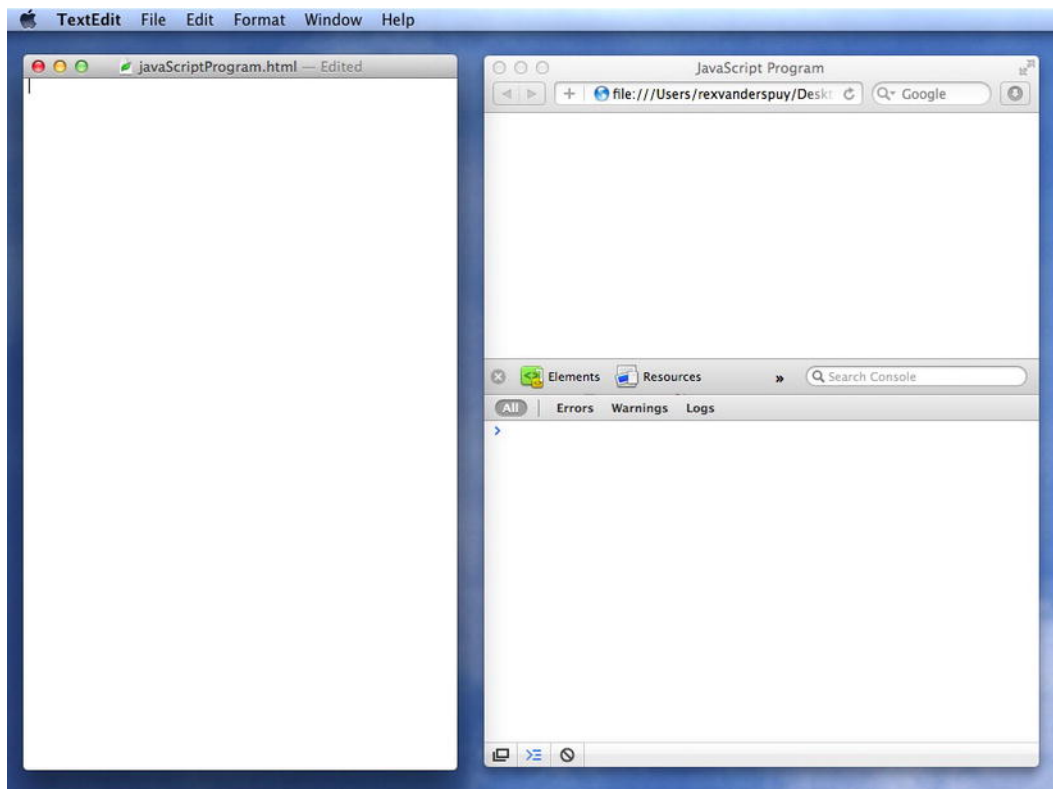 TextEdit File Edit Format Window Help
javaScriptProgram.html — Edited
JavaScript Program
file:///Users/rexvanderspuy/Deskt
Google
Elements Resources » Search Console
All Errors Warnings Logs